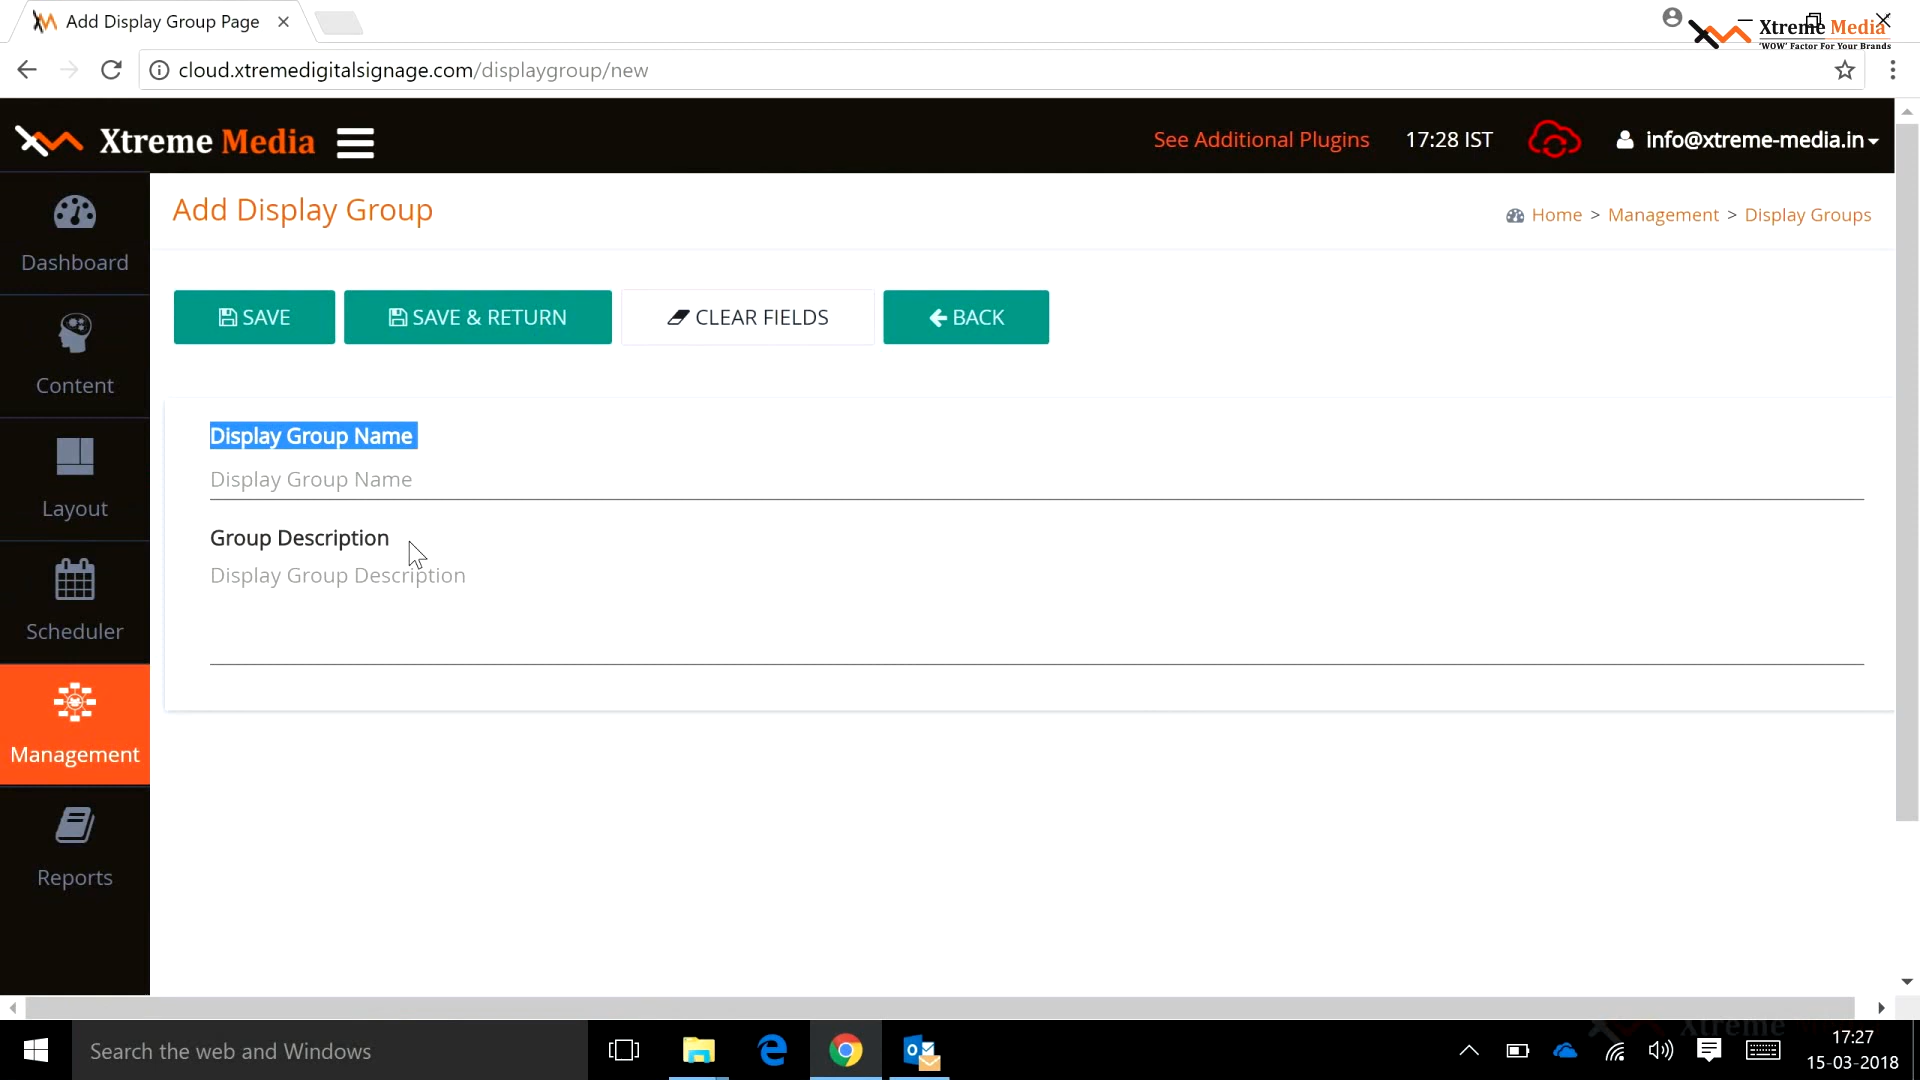 Add Display Group Page
Xtreme Media
'WOW' Factor For Your Brands
cloud.xtremedigitalsignage.com/displaygroup/new
Xtreme Media
See Additional Plugins
17:28 IST
info@xtreme-media.in
Dashboard
Content
Layout
Scheduler
Management
Reports
Add Display Group
Home > Management > Display Groups
SAVE
SAVE & RETURN
CLEAR FIELDS
BACK
Display Group Name
Display Group Name
Group Description
Display Group Description
Search the web and Windows
17:27
15-03-2018